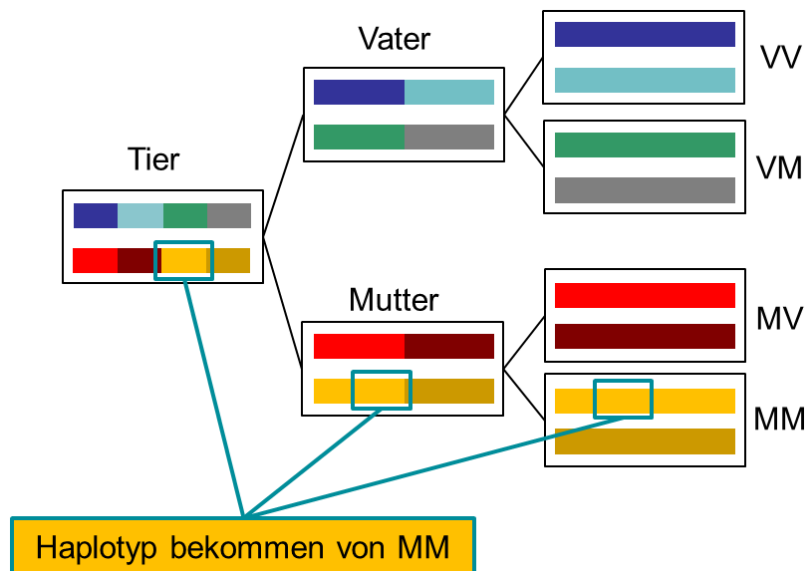 Vater
VV
VM
Tier
Mutter
MV
MM
Haplotyp bekommen von MM